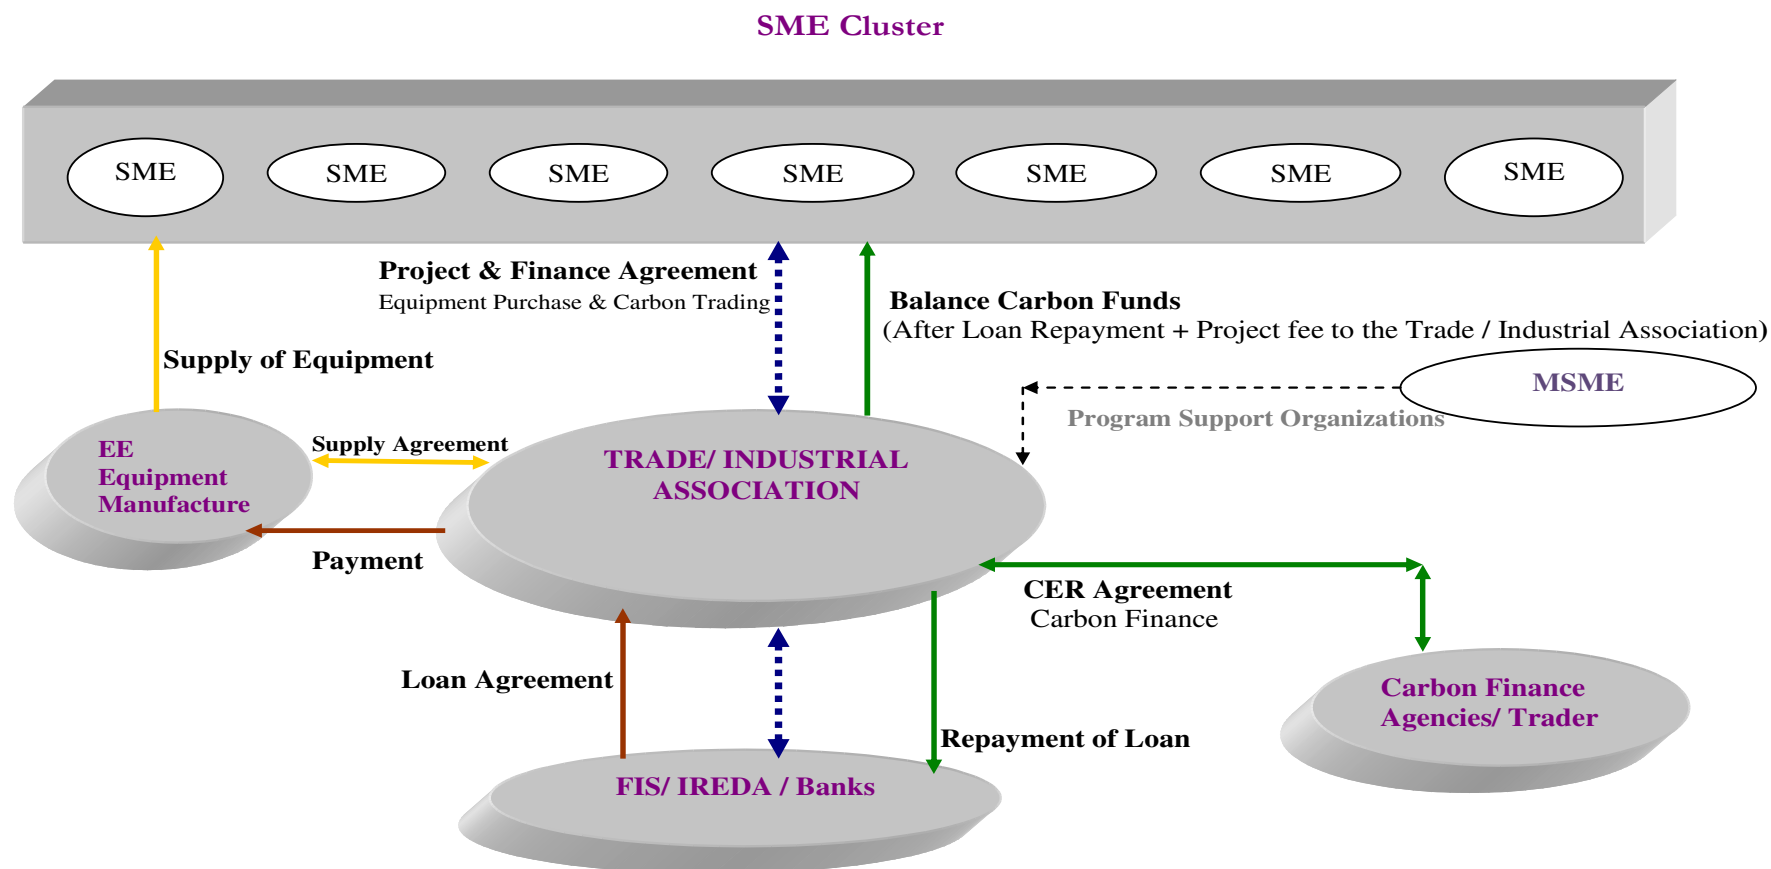 SME Cluster
SME
SME
SME
SME
SME
SME
SME
Project & Finance Agreement
Equipment Purchase & Carbon Trading
Balance Carbon Funds
(After Loan Repayment + Project fee to the Trade / Industrial Association)
Supply of Equipment
MSME
Program Support Organizations
EE
Equipment
Manufacture
Supply Agreement
TRADE/ INDUSTRIAL
ASSOCIATION
Payment
CER Agreement
Carbon Finance
Loan Agreement
Carbon Finance
Agencies/ Trader
Repayment of Loan
FIS/ IREDA / Banks